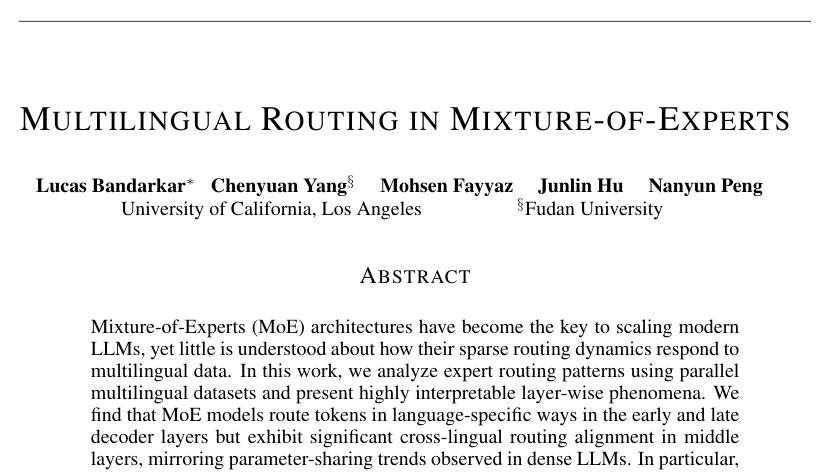 MULTILINGUAL ROUTING IN MIXTURE-OF-EXPERTS
Lucas Bandarkar* Chenyuan Yang§ Mohsen Fayyaz Junlin Hu Nanyun Peng
University of California, Los Angeles §Fudan University
ABSTRACT
Mixture-of-Experts (MoE) architectures have become the key to scaling modern
LLMs, yet little is understood about how their sparse routing dynamics respond to
multilingual data. In this work, we analyze expert routing patterns using parallel
multilingual datasets and present highly interpretable layer-wise phenomena. We
find that MoE models route tokens in language-specific ways in the early and late
decoder layers but exhibit significant cross-lingual routing alignment in middle
layers, mirroring parameter-sharing trends observed in dense LLMs. In particular,